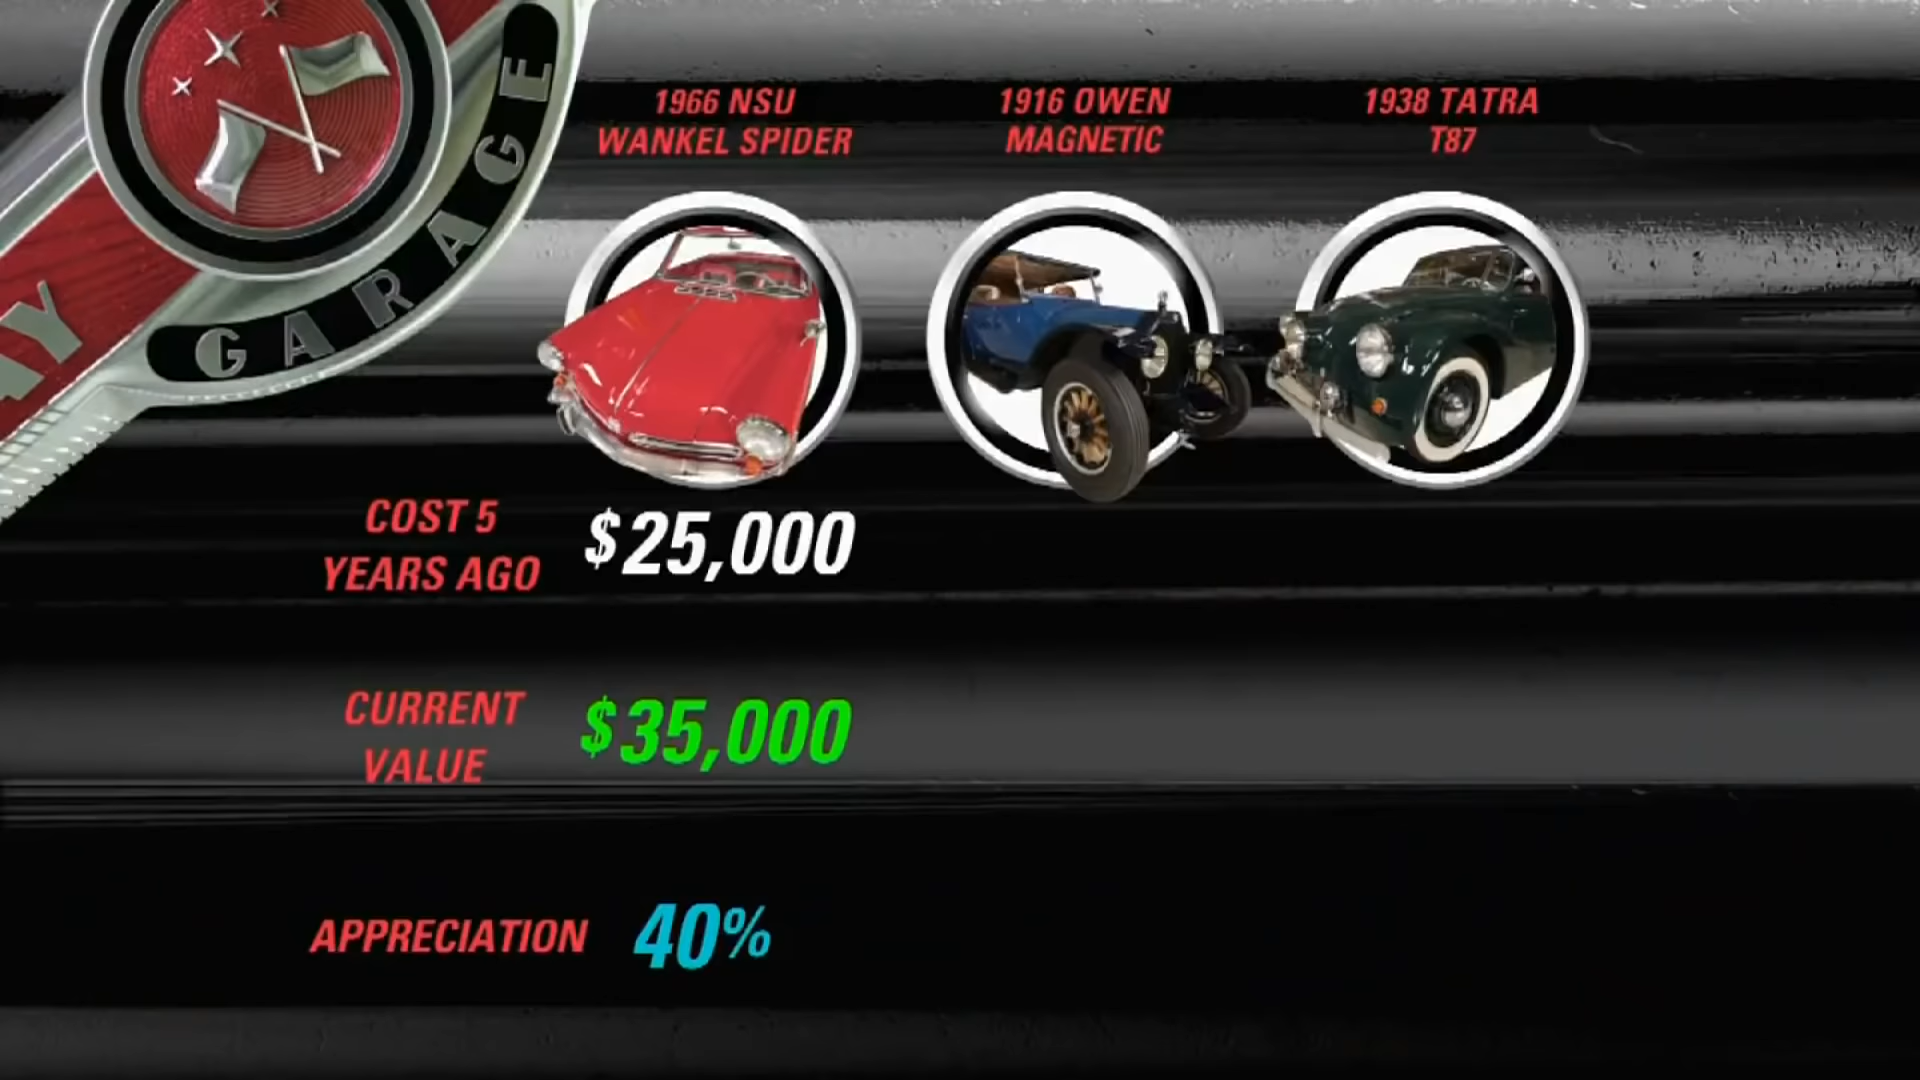 AY
GARAGE
1966 NSU
WANKEL SPIDER
1916 OWEN
MAGNETIC
1938 TATRA
T87
COST 5
YEARS AGO
$25,000
CURRENT
VALUE
$35,000
APPRECIATION
40%